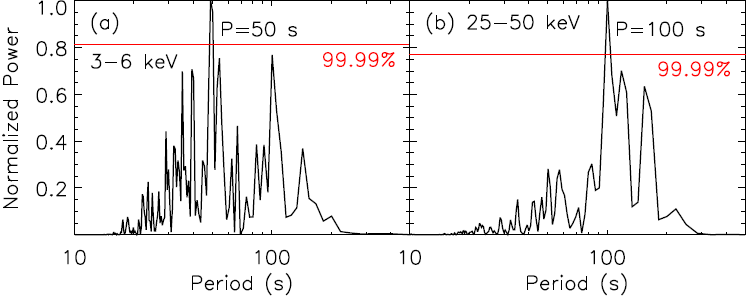 (a)
P=50 s
3−6 keV
99.99%
Normalized Power
1.0
0.8
0.6
0.4
0.2
10
100
Period (s)
(b) 25−50 keV
P=100 s
99.99%
10
100
Period (s)